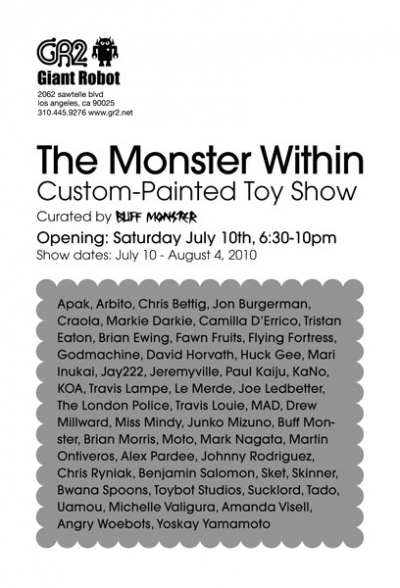 GR2
Giant Robot
2062 sawtelle blvd
los angeles, ca 90025
310.445.9276 www.gr2.net
The Monster Within
Custom-Painted Toy Show
Curated by BUFF MONSTER
Opening: Saturday July 10th, 6:30-10pm
Show dates: July 10 - August 4, 2010
Apak, Arbito, Chris Bettig, Jon Burgerman,
Craola, Markie Darkie, Camilla D'Errico, Tristan
Eaton, Brian Ewing, Fawn Fruits, Flying Fortress,
Godmachine, David Horvath, Huck Gee, Mari
Inukai, Jay222, Jeremyville, Paul Kaiju, KaNo,
KOA, Travis Lampe, Le Merde, Joe Ledbetter,
The London Police, Travis Louie, MAD, Drew
Millward, Miss Mindy, Junko Mizuno, Buff Mon-
ster, Brian Morris, Moto, Mark Nagata, Martin
Ontiveros, Alex Pardee, Johnny Rodriguez,
Chris Ryniak, Benjamin Salomon, Sket, Skinner,
Bwana Spoons, Toybot Studios, Sucklord, Tado,
Uamou, Michelle Valigura, Amanda Visell,
Angry Woebots, Yoskay Yamamoto